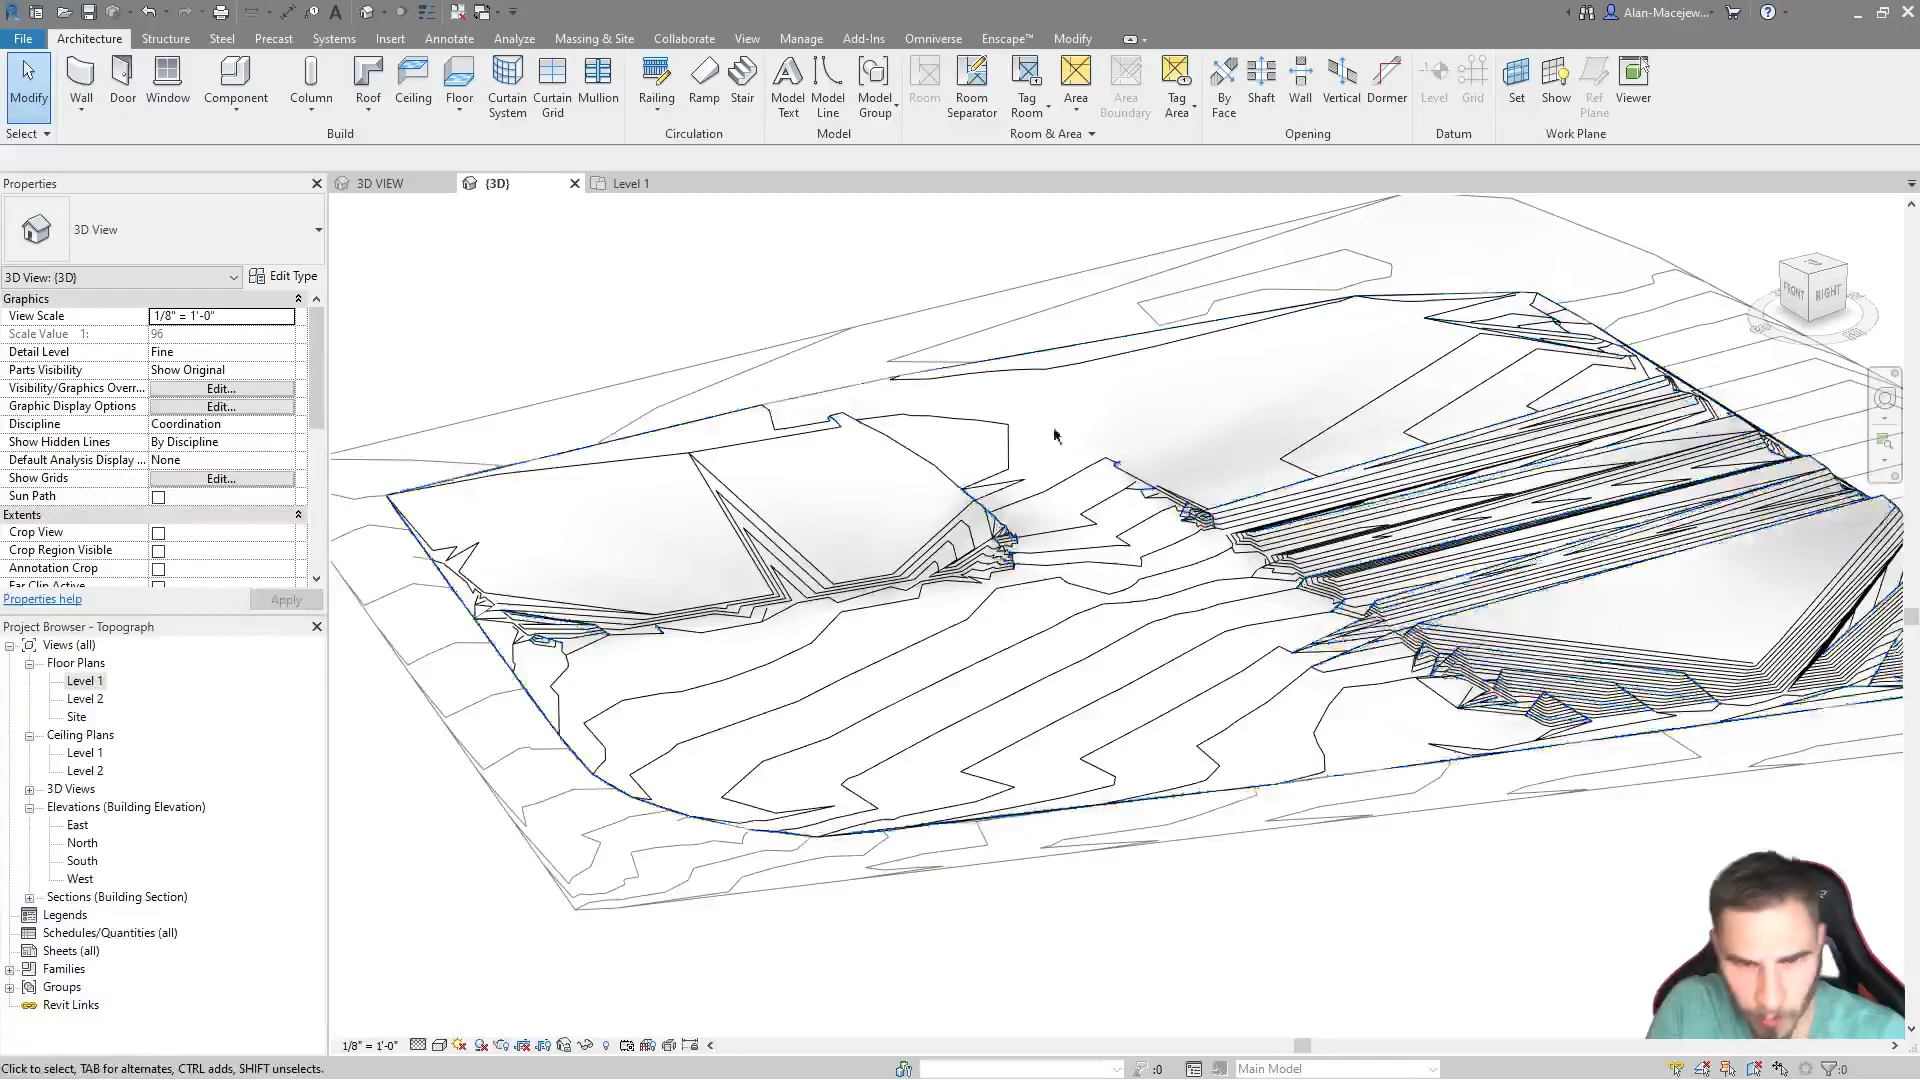 Alan-Macejew...
File Architecture Structure Steel Precast Systems Insert Annotate Analyze Massing & Site Collaborate View Manage Add-Ins Omniverse Enscape™ Modify
Modify Wall Door Window Component Column Roof Ceiling Floor Curtain System Curtain Grid Mullion Railing Ramp Stair Model Text Model Line Model Group Room Room Separator Tag Room Area Area Boundary Tag Area By Face Shaft Wall Vertical Dormer Level Grid Set Show Ref Plane Viewer
Select Build Circulation Model Room & Area Opening Datum Work Plane
Properties
3D VIEW {3D} Level 1
3D View
3D View: {3D} Edit Type
Graphics
View Scale 1/8" = 1'-0"
Scale Value 1: 96
Detail Level Fine
Parts Visibility Show Original
Visibility/Graphics Overr... Edit...
Graphic Display Options Edit...
Discipline Coordination
Show Hidden Lines By Discipline
Default Analysis Display ... None
Show Grids Edit...
Sun Path
Extents
Crop View
Crop Region Visible
Annotation Crop
Far Clip Active
Properties help Apply
Project Browser - Topograph
Views (all)
Floor Plans
Level 1
Level 2
Site
Ceiling Plans
Level 1
Level 2
3D Views
Elevations (Building Elevation)
East
North
South
West
Sections (Building Section)
Legends
Schedules/Quantities (all)
Sheets (all)
Families
Groups
Revit Links
FRONT RIGHT
1/8" = 1'-0"
Click to select, TAB for alternates, CTRL adds, SHIFT unselects.
:0
Main Model
:0